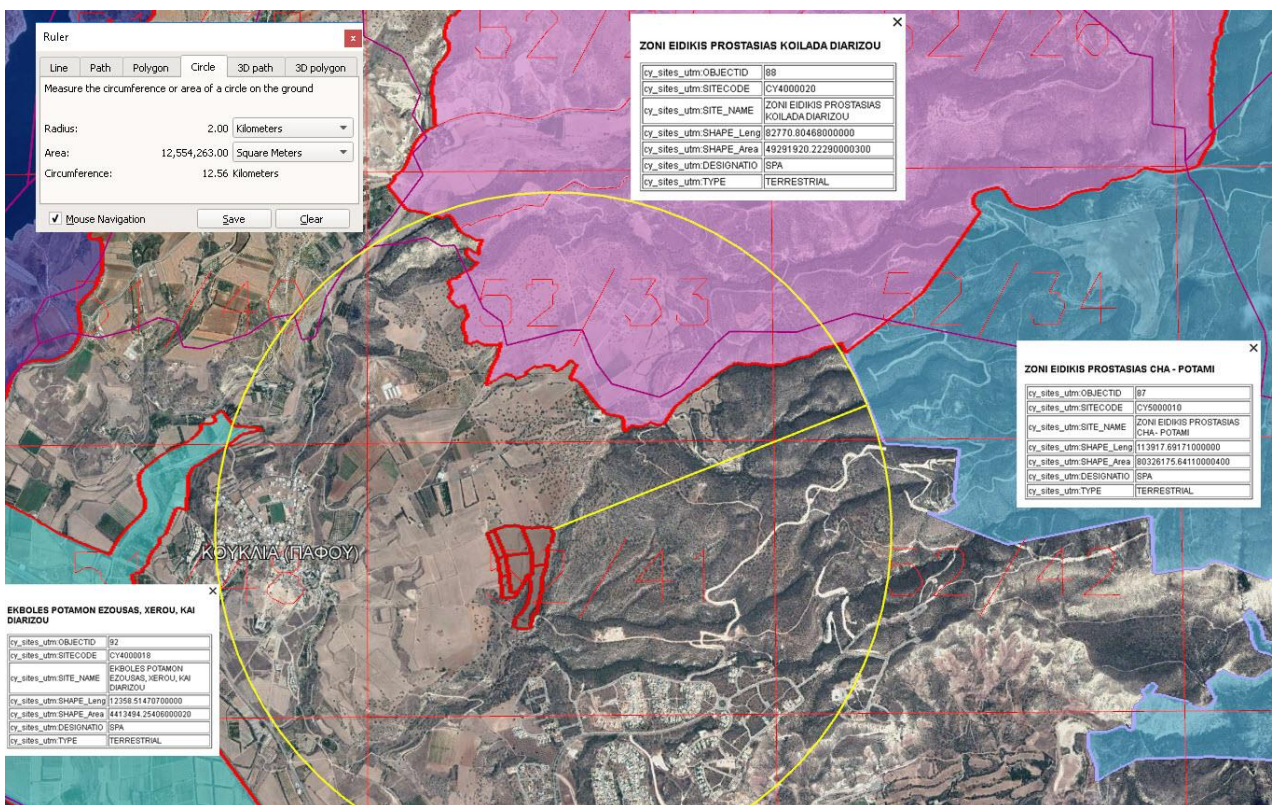 Ruler
x
Line Path Polygon Circle 3D path 3D polygon
Measure the circumference or area of a circle on the ground
Radius: 2.00 Kilometers
Area: 12,554,263.00 Square Meters
Circumference: 12.56 Kilometers
Mouse Navigation Save Clear
ZONI EIDIKIS PROSTASIAS KOILADA DIARIZOU
cy_sites_utm:OBJECTID 88
cy_sites_utm:SITECODE CY4000020
cy_sites_utm:SITE_NAME ZONI EIDIKIS PROSTASIAS
KOILADA DIARIZOU
cy_sites_utm:SHAPE_Leng 82770.80468000000
cy_sites_utm:SHAPE_Area 49291920.22290000300
cy_sites_utm:DESIGNATIO SPA
cy_sites_utm:TYPE TERRESTRIAL
52/26
52/33
52/34
ZONI EIDIKIS PROSTASIAS CHA - POTAMI
cy_sites_utm:OBJECTID 87
cy_sites_utm:SITECODE CY5000010
cy_sites_utm:SITE_NAME ZONI EIDIKIS PROSTASIAS
CHA- POTAMI
cy_sites_utm:SHAPE_Leng 113917.69171000000
cy_sites_utm:SHAPE_Area 80326175.64110000400
cy_sites_utm:DESIGNATIO SPA
cy_sites_utm:TYPE TERRESTRIAL
ΚΟΥΚΛΙΑ (ΠΑΦΟΥ)
52/42
EKBOLES POTAMON EZOUSAS, XEROU, KAI
DIARIZOU
cy_sites_utm:OBJECTID 92
cy_sites_utm:SITECODE CY4000018
cy_sites_utm:SITE_NAME EKBOLES POTAMON
EZOUSAS, XEROU, KAI
DIARIZOU
cy_sites_utm:SHAPE_Leng 12358.51470700000
cy_sites_utm:SHAPE_Area 4413494.25406000020
cy_sites_utm:DESIGNATIO SPA
cy_sites_utm:TYPE TERRESTRIAL